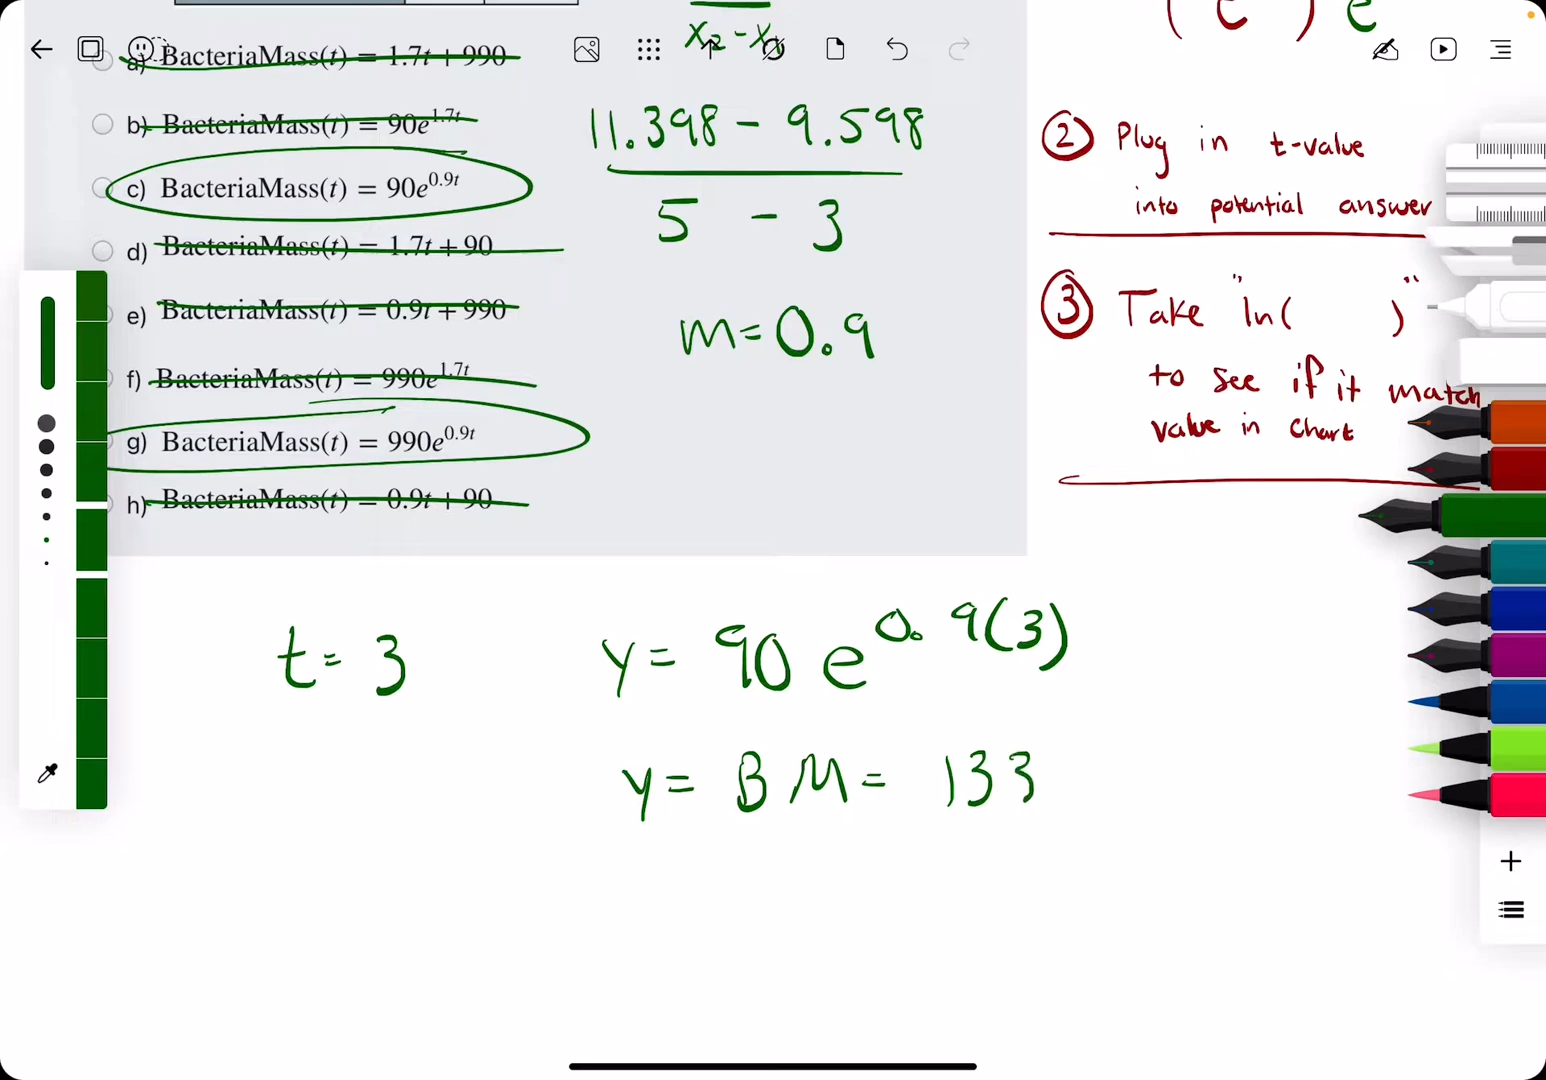 x₂ - x₁
a) BacteriaMass(t) = 1.7t + 990
b) BacteriaMass(t) = 90e^1.7t
c) BacteriaMass(t) = 90e^0.9t
d) BacteriaMass(t) = 1.7t + 90
e) BacteriaMass(t) = 0.9t + 990
f) BacteriaMass(t) = 990e^1.7t
g) BacteriaMass(t) = 990e^0.9t
h) BacteriaMass(t) = 0.9t + 90
11.398 - 9.598
5 - 3
m = 0.9
② Plug in t-value
into potential answer
③ Take "ln( )"
to see if it match
value in chart
t = 3
y = 90 e^0.9(3)
y = BM = 133